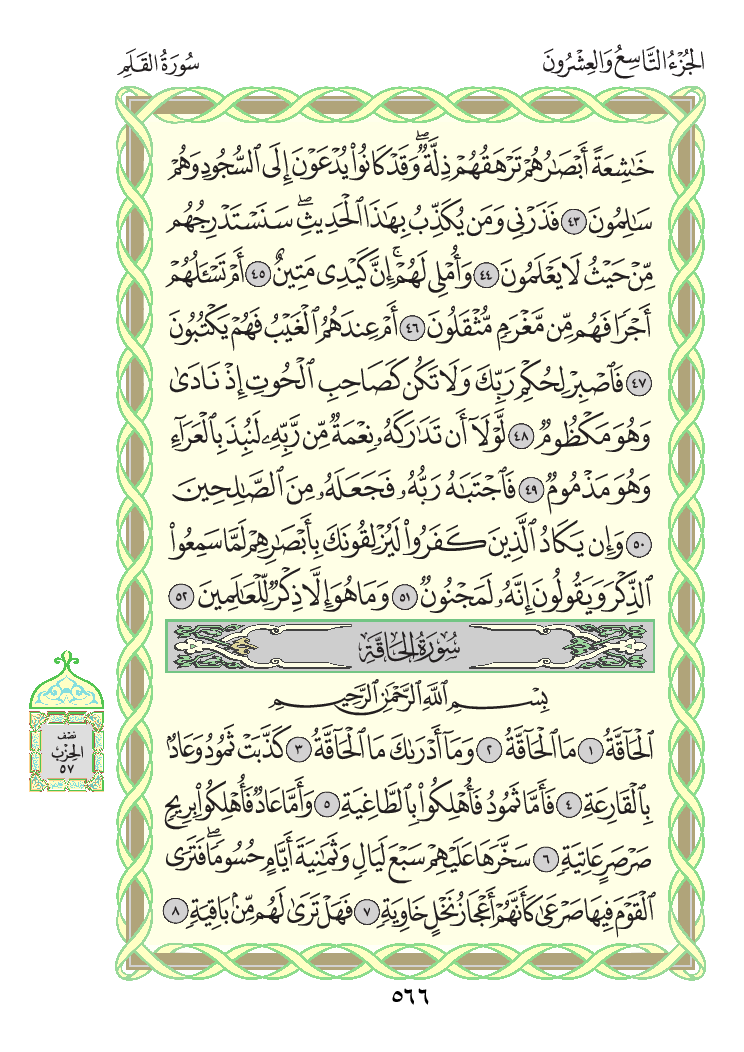 الجُزْءُ التَّاسِعُ وَالعِشْرُونَ
سُورَةُ القَلَمِ
خَٰشِعَةً أَبْصَٰرُهُمْ تَرْهَقُهُمْ ذِلَّةٌۖ وَقَدْ كَانُوا۟ يُدْعَوْنَ إِلَى ٱلسُّجُودِ وَهُمْ
سَٰلِمُونَ ٤٣ فَذَرْنِى وَمَن يُكَذِّبُ بِهَٰذَا ٱلْحَدِيثِۖ سَنَسْتَدْرِجُهُم
مِّنْ حَيْثُ لَا يَعْلَمُونَ ٤٤ وَأُمْلِى لَهُمْۚ إِنَّ كَيْدِى مَتِينٌ ٤٥ أَمْ تَسْـَٔلُهُمْ
أَجْرًا فَهُم مِّن مَّغْرَمٍ مُّثْقَلُونَ ٤٦ أَمْ عِندَهُمُ ٱلْغَيْبُ فَهُمْ يَكْتُبُونَ
٤٧ فَٱصْبِرْ لِحُكْمِ رَبِّكَ وَلَا تَكُن كَصَاحِبِ ٱلْحُوتِ إِذْ نَادَىٰ
وَهُوَ مَكْظُومٌ ٤٨ لَّوْلَآ أَن تَدَٰرَكَهُۥ نِعْمَةٌ مِّن رَّبِّهِۦ لَنُبِذَ بِٱلْعَرَآءِ
وَهُوَ مَذْمُومٌ ٤٩ فَٱجْتَبَٰهُ رَبُّهُۥ فَجَعَلَهُۥ مِنَ ٱلصَّٰلِحِينَ
٥٠ وَإِن يَكَادُ ٱلَّذِينَ كَفَرُوا۟ لَيُزْلِقُونَكَ بِأَبْصَٰرِهِمْ لَمَّا سَمِعُوا۟
ٱلذِّكْرَ وَيَقُولُونَ إِنَّهُۥ لَمَجْنُونٌ ٥١ وَمَا هُوَ إِلَّا ذِكْرٌ لِّلْعَٰلَمِينَ ٥٢
سُورَةُ الحَاقَّةِ
بِسْمِ ٱللَّهِ ٱلرَّحْمَٰنِ ٱلرَّحِيمِ
ٱلْحَآقَّةُ ١ مَا ٱلْحَآقَّةُ ٢ وَمَآ أَدْرَىٰكَ مَا ٱلْحَآقَّةُ ٣ كَذَّبَتْ ثَمُودُ وَعَادٌۢ
بِٱلْقَارِعَةِ ٤ فَأَمَّا ثَمُودُ فَأُهْلِكُوا۟ بِٱلطَّاغِيَةِ ٥ وَأَمَّا عَادٌ فَأُهْلِكُوا۟ بِرِيحٍ
صَرْصَرٍ عَاتِيَةٍ ٦ سَخَّرَهَا عَلَيْهِمْ سَبْعَ لَيَالٍ وَثَمَٰنِيَةَ أَيَّامٍ حُسُومًاۖ فَتَرَى
ٱلْقَوْمَ فِيهَا صَرْعَىٰ كَأَنَّهُمْ أَعْجَازُ نَخْلٍ خَاوِيَةٍ ٧ فَهَلْ تَرَىٰ لَهُم مِّنۢ بَاقِيَةٍ ٨
نصْف
الحِزْب
٥٧
٥٦٦